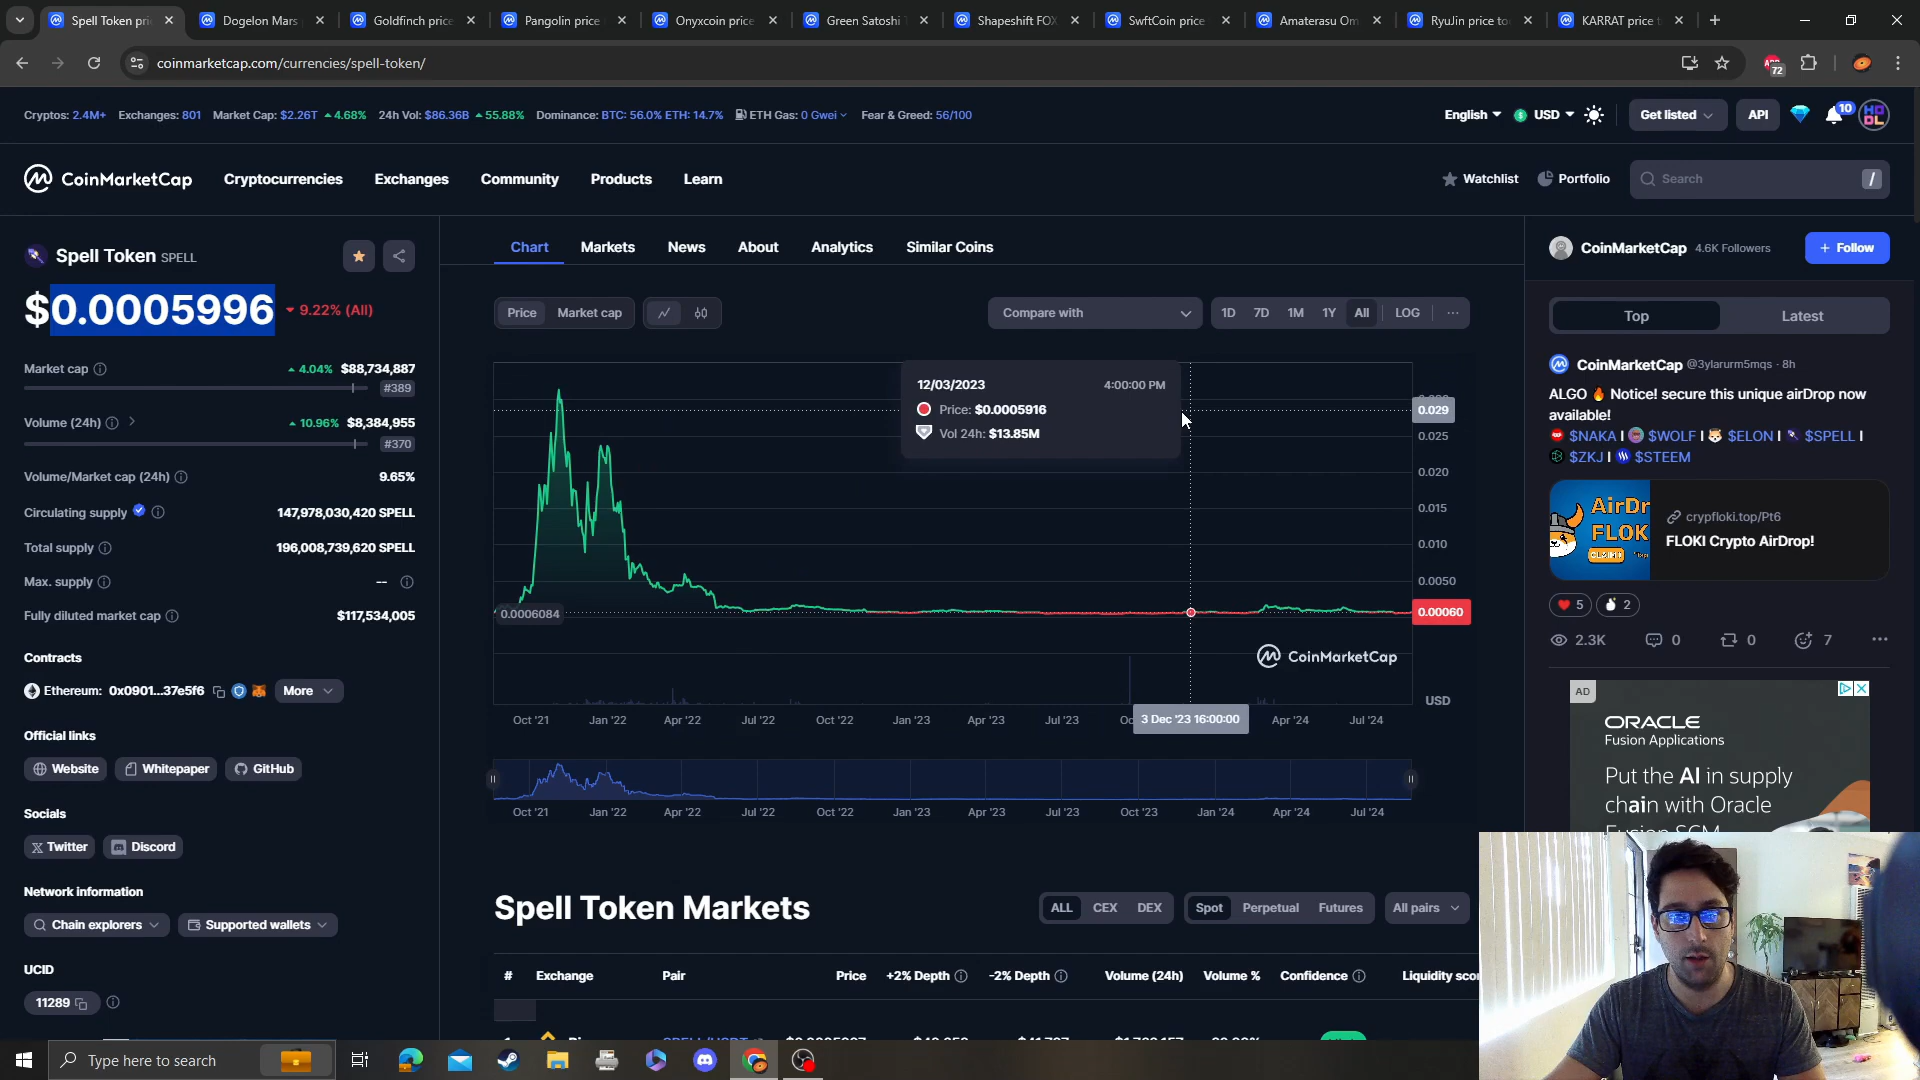 Spell Token pri
Dogelon Mars
Goldfinch price
Pangolin price
Onyxcoin price
Green Satoshi T
Shapeshift FOX
SwftCoin price
Amaterasu Om
RyuJin price to
KARRAT price t
coinmarketcap.com/currencies/spell-token/
72
Cryptos: 2.4M+ Exchanges: 801 Market Cap: $2.26T 4.68% 24h Vol: $86.36B 55.88% Dominance: BTC: 56.0% ETH: 14.7% ETH Gas: 0 Gwei Fear & Greed: 56/100
English USD Get listed API 10
HODL
CoinMarketCap Cryptocurrencies Exchanges Community Products Learn
Watchlist Portfolio Search /
Spell Token SPELL
$0.0005996 9.22% (All)
Market cap 4.04% $88,734,887
#389
Volume (24h) 10.96% $8,384,955
#370
Volume/Market cap (24h) 9.65%
Circulating supply 147,978,030,420 SPELL
Total supply 196,008,739,620 SPELL
Max. supply --
Fully diluted market cap $117,534,005
Contracts
Ethereum: 0x0901...37e5f6 More
Official links
Website Whitepaper GitHub
Socials
Twitter Discord
Network information
Chain explorers Supported wallets
UCID
11289
Chart Markets News About Analytics Similar Coins
Price Market cap
Compare with
1D 7D 1M 1Y All LOG ...
12/03/2023 4:00:00 PM
Price: $0.0005916
Vol 24h: $13.85M
0.029
0.025
0.020
0.015
0.010
0.0050
0.00060
0.0006084
CoinMarketCap
USD
Oct '21 Jan '22 Apr '22 Jul '22 Oct '22 Jan '23 Apr '23 Jul '23 Oc 3 Dec '23 16:00:00 Apr '24 Jul '24
Oct '21 Jan '22 Apr '22 Jul '22 Oct '22 Jan '23 Apr '23 Jul '23 Oct '23 Jan '24 Apr '24 Jul '24
Spell Token Markets
ALL CEX DEX Spot Perpetual Futures All pairs
# Exchange Pair Price +2% Depth -2% Depth Volume (24h) Volume % Confidence Liquidity scor
CoinMarketCap 4.6K Followers + Follow
Top Latest
CoinMarketCap @3ylarurm5mqs · 8h
ALGO 🔥 Notice! secure this unique airDrop now
available!
$NAKA | $WOLF | $ELON | $SPELL |
$ZKJ | $STEEM
AirDr
FLOK
CLAIM
crypfloki.top/Pt6
FLOKI Crypto AirDrop!
5 2
2.3K 0 0 7 ...
AD
ORACLE
Fusion Applications
Put the AI in supply
chain with Oracle
Fusion SCM
Type here to search